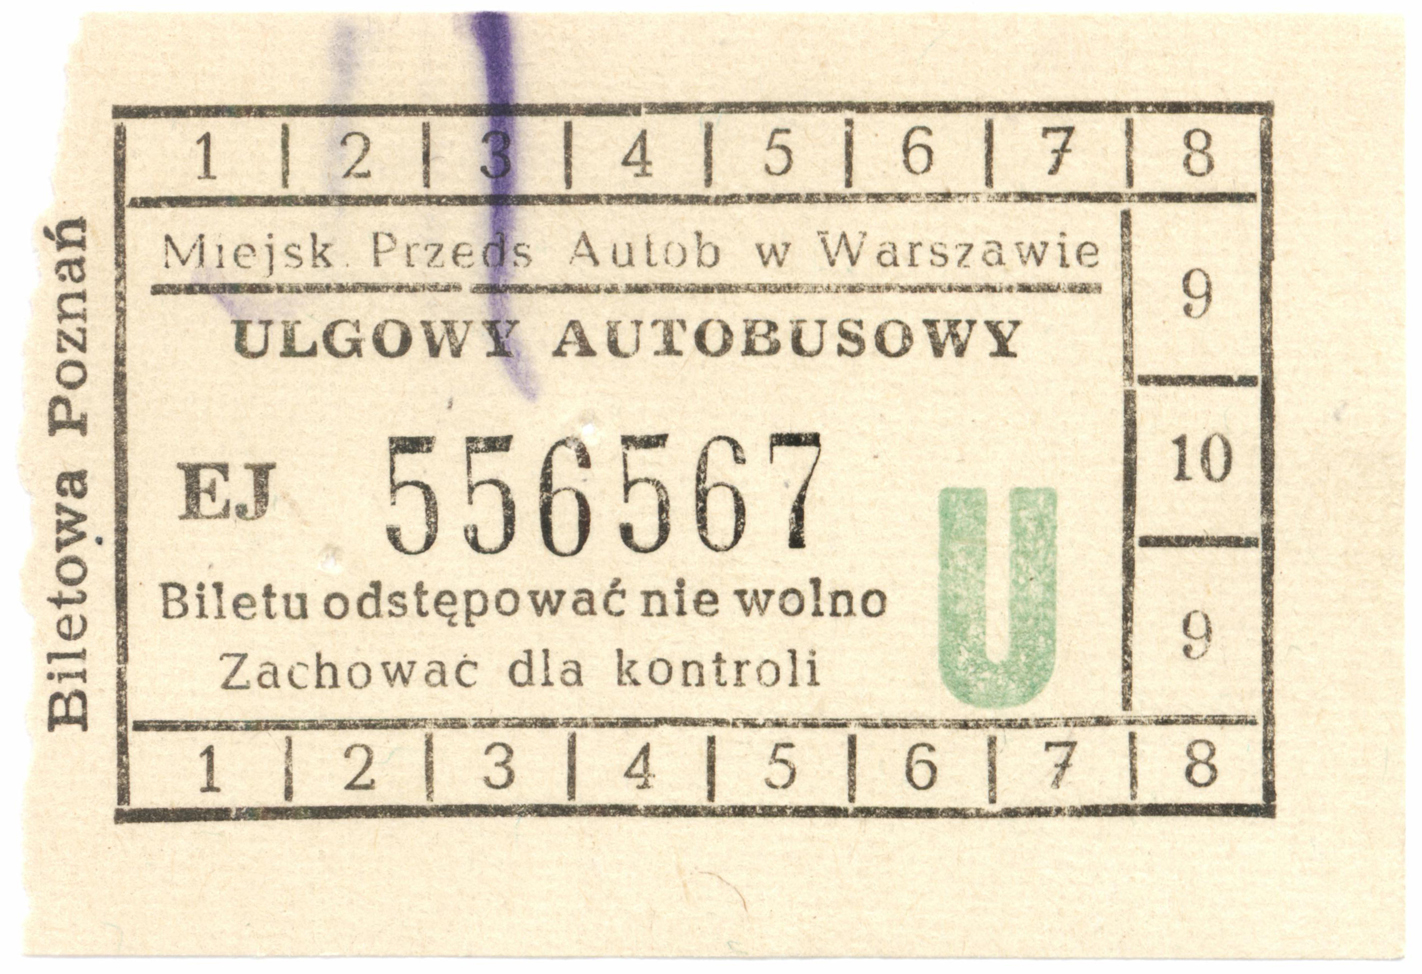 1 2 3 4 5 6 7 8
Miejsk. Przeds Autob w Warszawie
ULGOWY AUTOBUSOWY
9
EJ 556567
10
U
Biletu odstępować nie wolno
9
Zachować dla kontroli
1 2 3 4 5 6 7 8
Biletowa Poznań